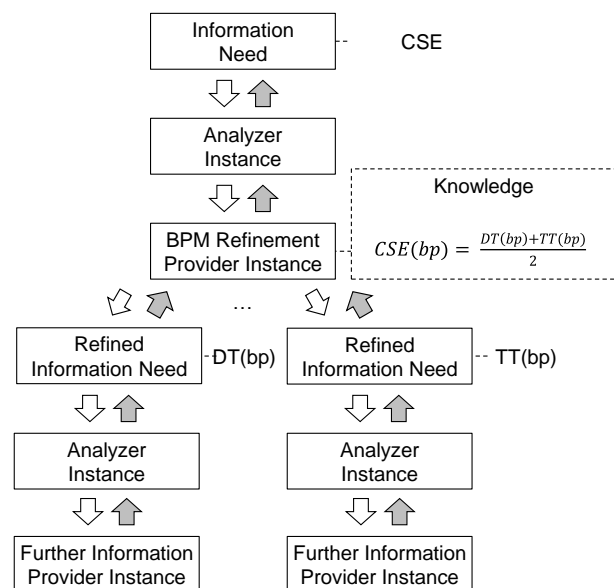 Information
Need
CSE
Analyzer
Instance
Knowledge
BPM Refinement
Provider Instance
CSE(bp) = \frac{DT(bp)+TT(bp)}{2}
...
Refined
Information Need
DT(bp)
Refined
Information Need
TT(bp)
Analyzer
Instance
Analyzer
Instance
Further Information
Provider Instance
Further Information
Provider Instance